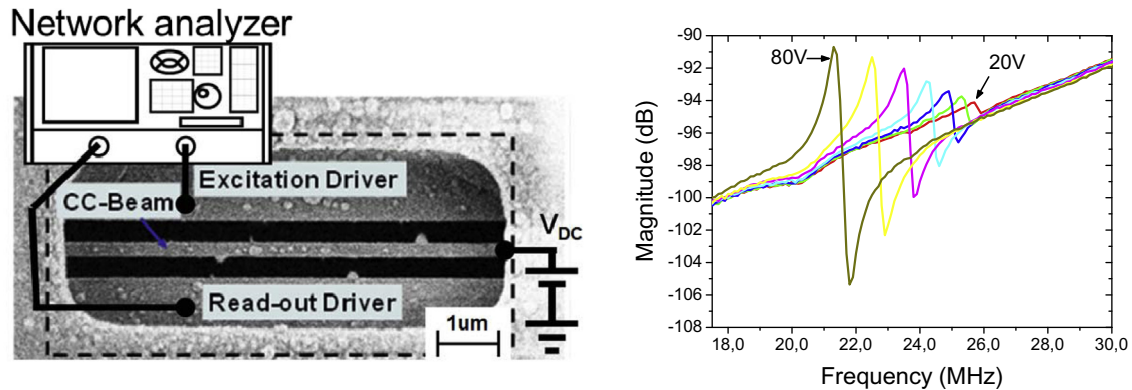 Network analyzer
Excitation Driver
CC-Beam
V_DC
Read-out Driver
1um
-90
-92
-94
-96
-98
-100
-102
-104
-106
-108
Magnitude (dB)
80V
20V
18,0 20,0 22,0 24,0 26,0 28,0 30,0
Frequency (MHz)